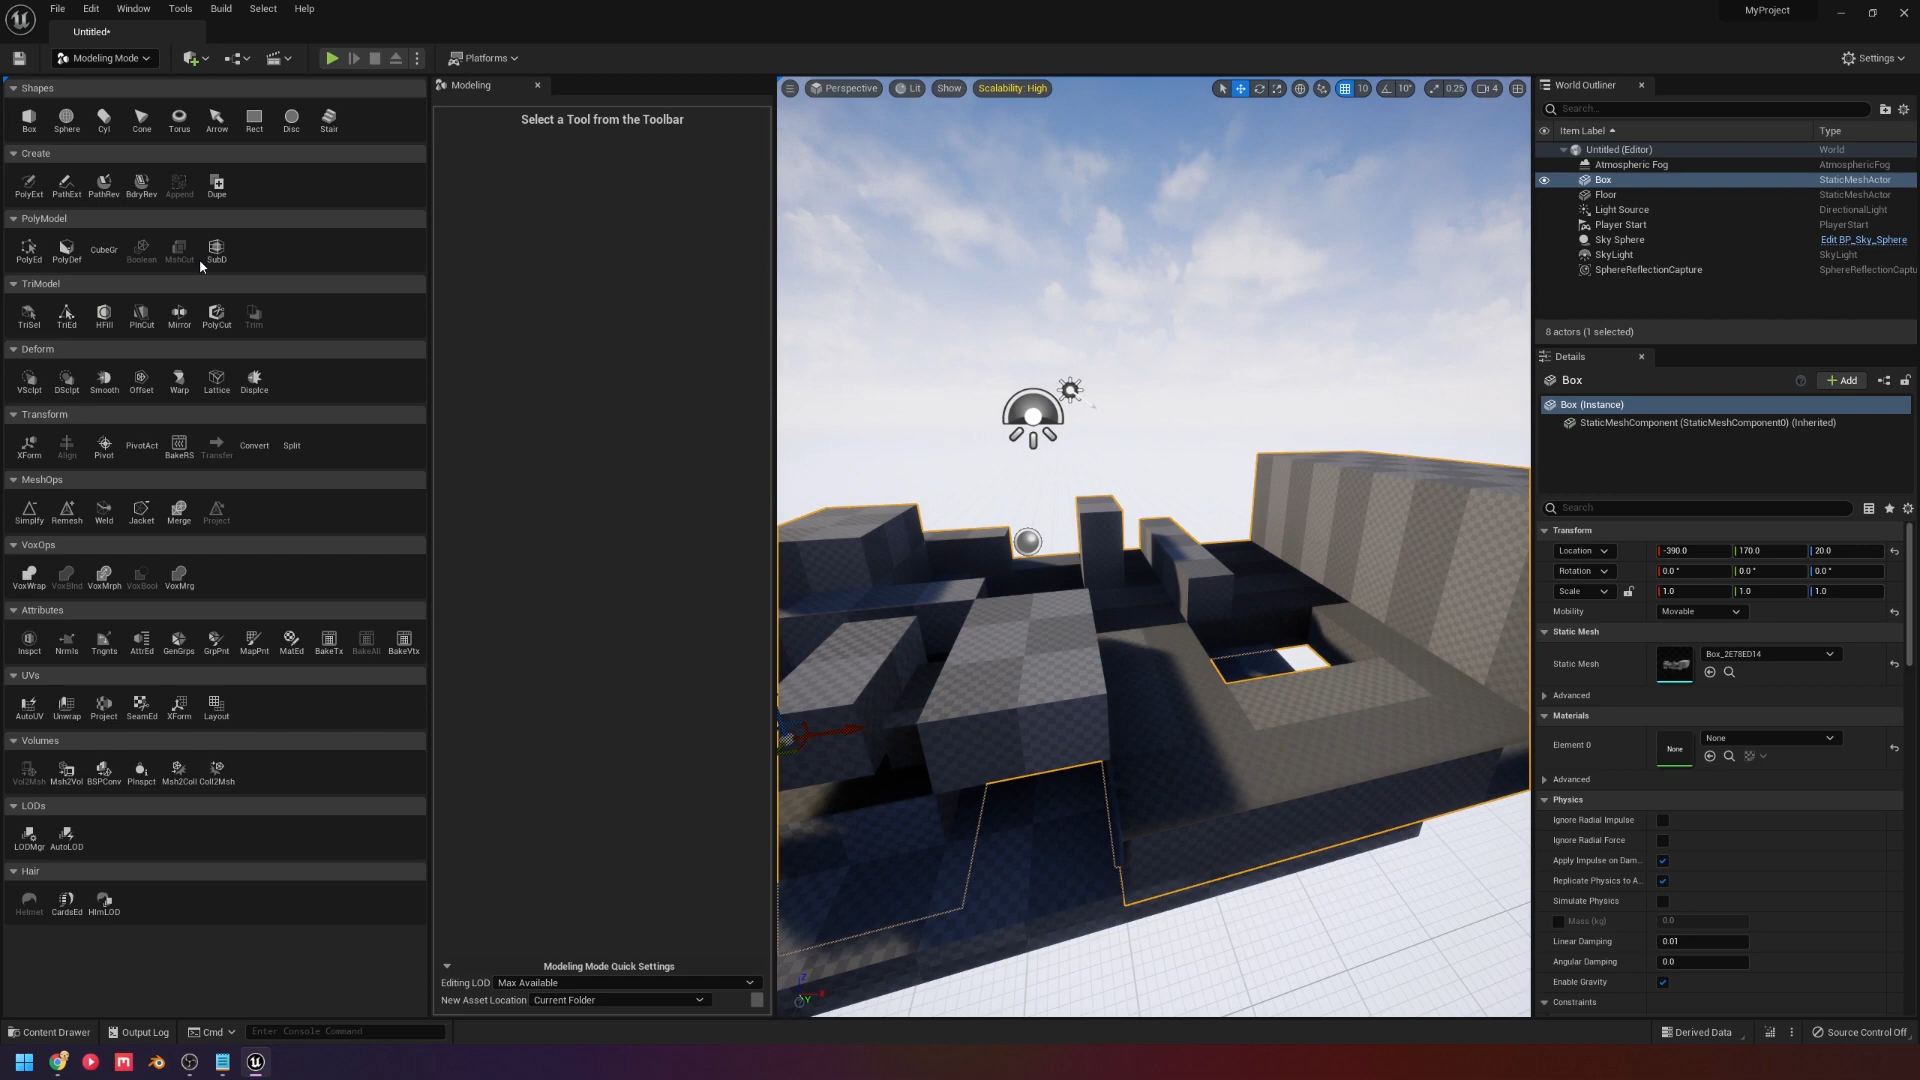 File Edit Window Tools Build Select Help
MyProject
Untitled*
Modeling Mode
Platforms
Settings
Shapes
Box Sphere Cyl Cone Torus Arrow Rect Disc Stair
Create
PolyExt PathExt PathRev BdryRev Append Dupe
PolyModel
PolyEd PolyDef CubeGr Boolean MshCut SubD
TriModel
TriSel TriEd HFill PlnCut Mirror PolyCut Trim
Deform
VSclpt DSclpt Smooth Offset Warp Lattice Displce
Transform
XForm Align Pivot PivotAct BakeRS Transfer Convert Split
MeshOps
Simplfy Remesh Weld Jacket Merge Project
VoxOps
VoxWrap VoxBlnd VoxMrph VoxBool VoxMrg
Attributes
Inspct Nrmls Tngnts AttrEd GenGrps GrpPnt MapPnt MatEd BakeTx BakeAll BakeVtx
UVs
AutoUV Unwrap Project SeamEd XForm Layout
Volumes
Vol2Msh Msh2Vol BSPConv PInspct Msh2Coll Coll2Msh
LODs
LODMgr AutoLOD
Hair
Helmet CardsEd HlmLOD
Modeling
Select a Tool from the Toolbar
Modeling Mode Quick Settings
Editing LOD Max Available
New Asset Location Current Folder
Perspective Lit Show Scalability: High
10 10° 0.25 4
Z
X
Y
World Outliner
Search...
Item Label Type
Untitled (Editor) World
Atmospheric Fog AtmosphericFog
Box StaticMeshActor
Floor StaticMeshActor
Light Source DirectionalLight
Player Start PlayerStart
Sky Sphere Edit BP_Sky_Sphere
SkyLight SkyLight
SphereReflectionCapture SphereReflectionCaptu
8 actors (1 selected)
Details
Box
Add
Box (Instance)
StaticMeshComponent (StaticMeshComponent0) (Inherited)
Search
Transform
Location -390.0 170.0 20.0
Rotation 0.0 ° 0.0 ° 0.0 °
Scale 1.0 1.0 1.0
Mobility Movable
Static Mesh
Static Mesh Box_2E78ED14
Advanced
Materials
Element 0 None None
Advanced
Physics
Ignore Radial Impulse
Ignore Radial Force
Apply Impulse on Dam...
Replicate Physics to A...
Simulate Physics
Mass (kg) 0.0
Linear Damping 0.01
Angular Damping 0.0
Enable Gravity
Constraints
Content Drawer Output Log Cmd Enter Console Command
Derived Data Source Control Off